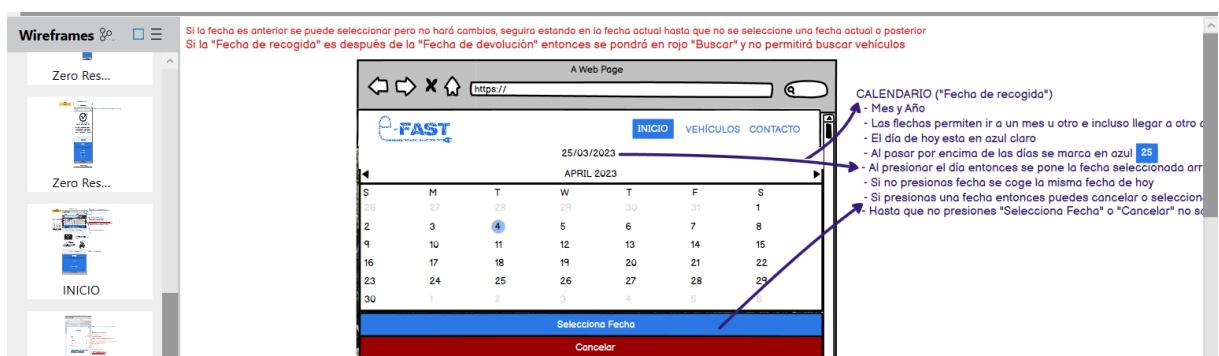 Wireframes
Si la fecha es anterior se puede seleccionar pero no hará cambios, seguira estando en la fecha actual hasta que no se seleccione una fecha actual o posterior
Si la "Fecha de recogida" es después de la "Fecha de devolución" entonces se pondrá en rojo "Buscar" y no permitirá buscar vehículos
Zero Res...
Zero Res...
INICIO
A Web Page
https://
e-FAST
INICIO VEHÍCULOS CONTACTO
25/03/2023
APRIL 2023
S M T W T F S
26 27 28 29 30 31 1
2 3 4 5 6 7 8
9 10 11 12 13 14 15
16 17 18 19 20 21 22
23 24 25 26 27 28 29
30 1 2 3 4 5 6
Selecciona Fecha
Cancelar
CALENDARIO ("Fecha de recogida")
- Mes y Año
- Las flechas permiten ir a un mes u otro e incluso llegar a otro
- El día de hoy esta en azul claro
- Al pasar por encima de las días se marca en azul 25
- Al presionar el día entonces se pone la fecha seleccionada
- Si no presionas fecha se coge la misma fecha de hoy
- Si presionas una fecha entonces puedes cancelar o
- Hasta que no presiones "Selecciona Fecha" o "Cancelar" no